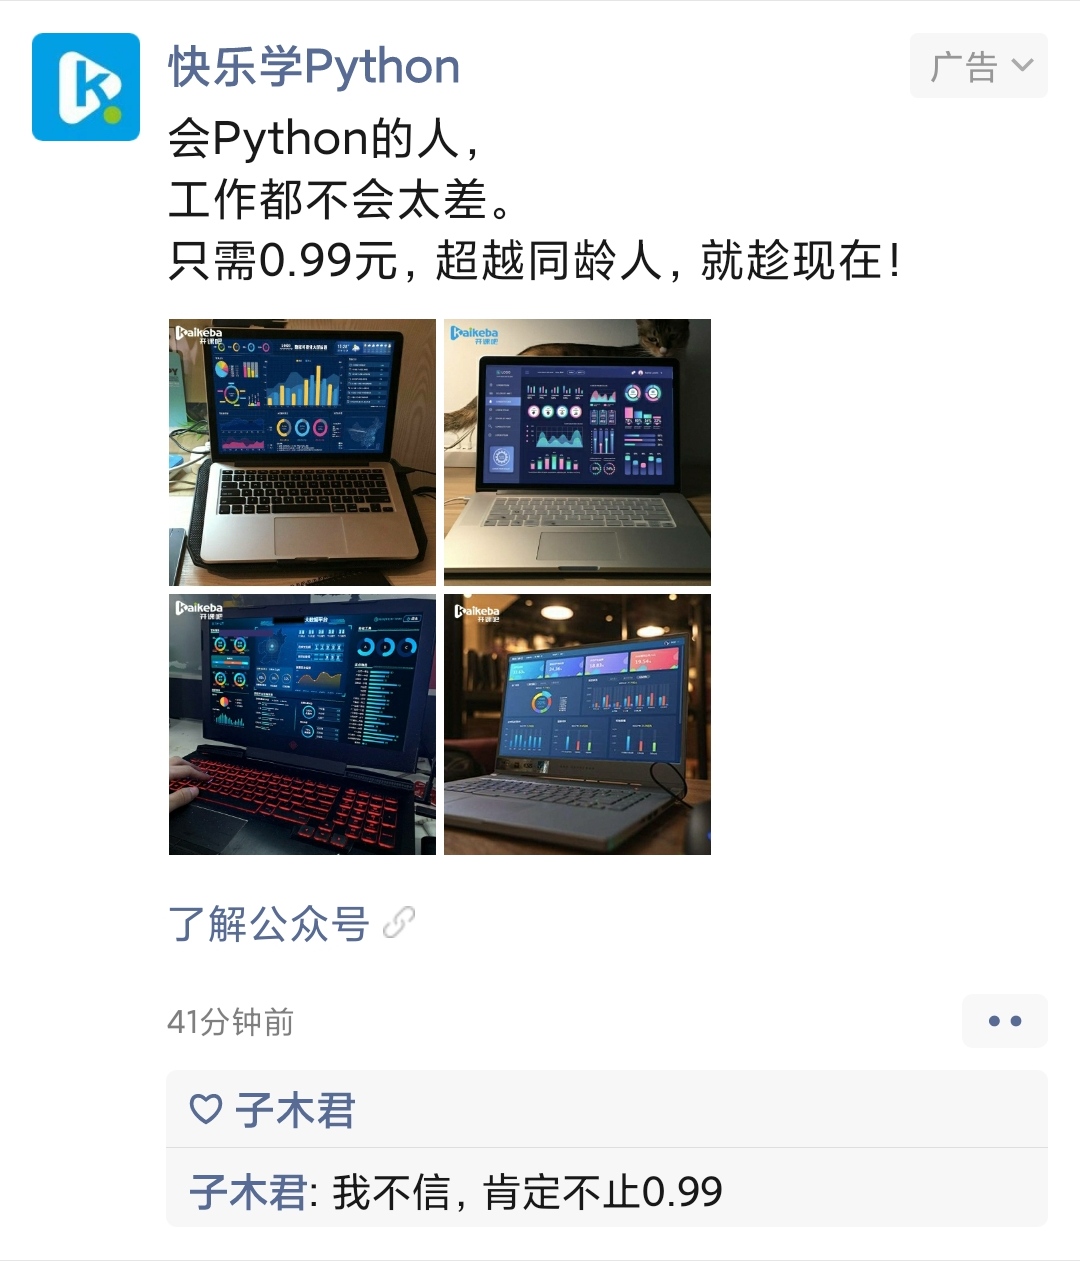 快乐学Python
广告
会Python的人，
工作都不会太差。
只需0.99元，超越同龄人，就趁现在！
Kaikeba
开课吧
Kaikeba
开课吧
Kaikeba
开课吧
大数据平台
Kaikeba
开课吧
了解公众号
41分钟前
子木君
子木君: 我不信，肯定不止0.99